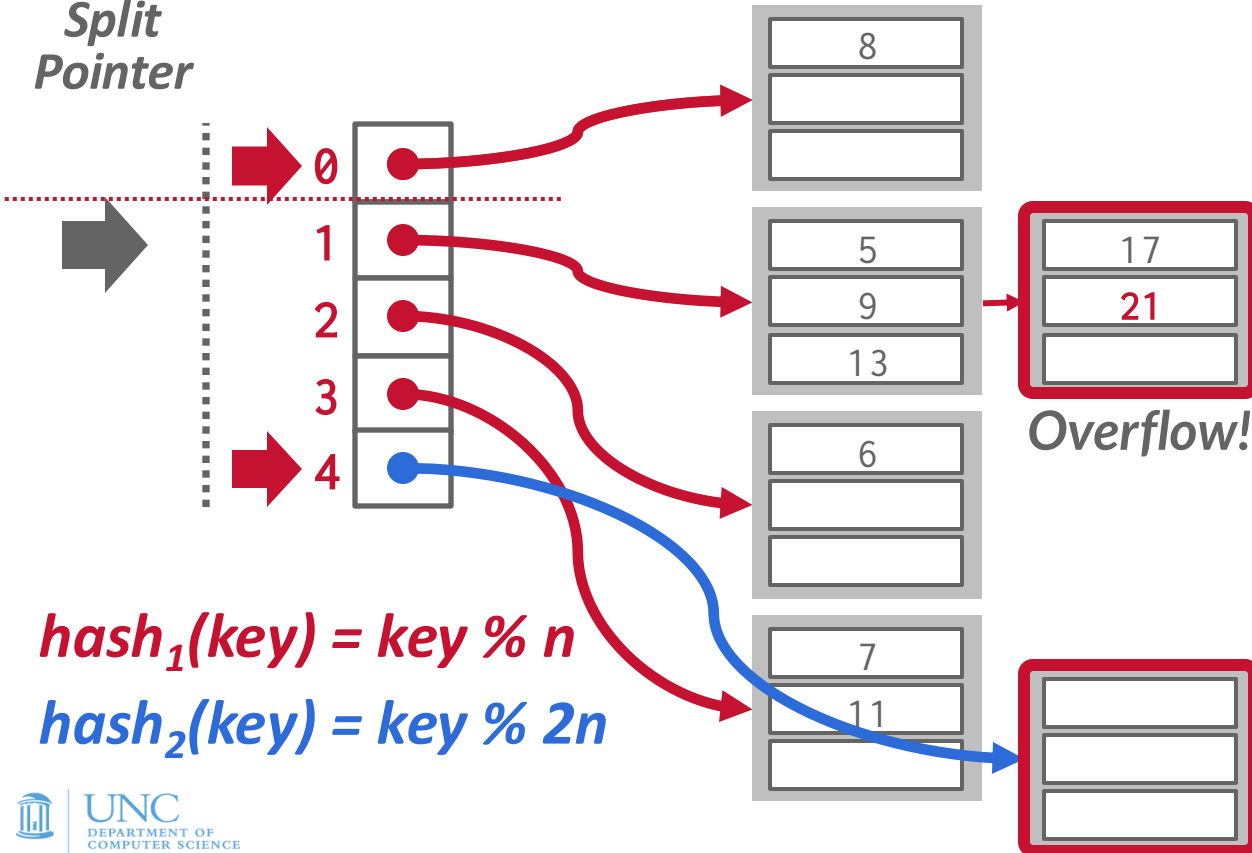 Split
Pointer
0
1
2
3
4
8
5
9
13
17
21
Overflow!
6
7
11
hash₁(key) = key % n
hash₂(key) = key % 2n
UNC
DEPARTMENT OF
COMPUTER SCIENCE